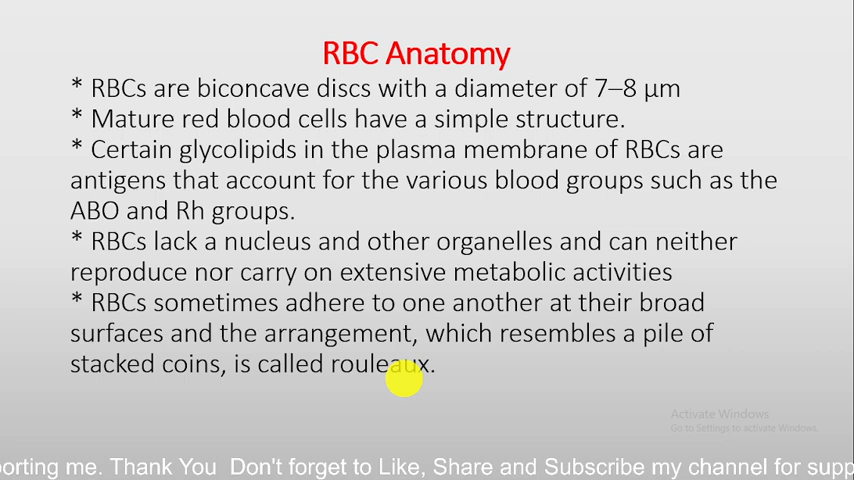 RBC Anatomy
* RBCs are biconcave discs with a diameter of 7–8 µm
* Mature red blood cells have a simple structure.
* Certain glycolipids in the plasma membrane of RBCs are
antigens that account for the various blood groups such as the
ABO and Rh groups.
* RBCs lack a nucleus and other organelles and can neither
reproduce nor carry on extensive metabolic activities
* RBCs sometimes adhere to one another at their broad
surfaces and the arrangement, which resembles a pile of
stacked coins, is called rouleaux.
Activate Windows
Go to Settings to activate Windows.
orting me. Thank You Don't forget to Like, Share and Subscribe my channel for supp